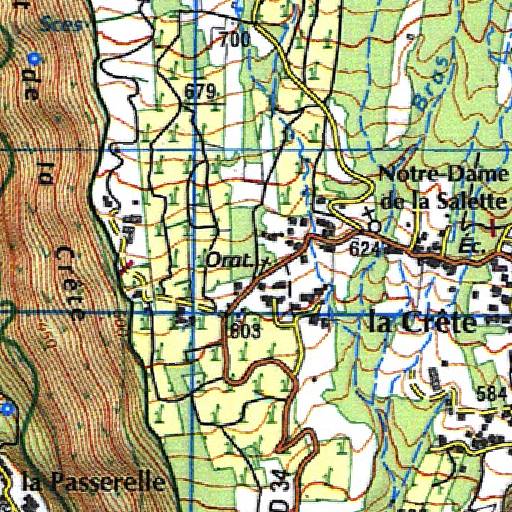 Sces
700
de
679
Bras
la
Notre-Dame
de la Salette
Orat.
624
Éc.
Crête
603
la Crête
584
la Passerelle
D 34